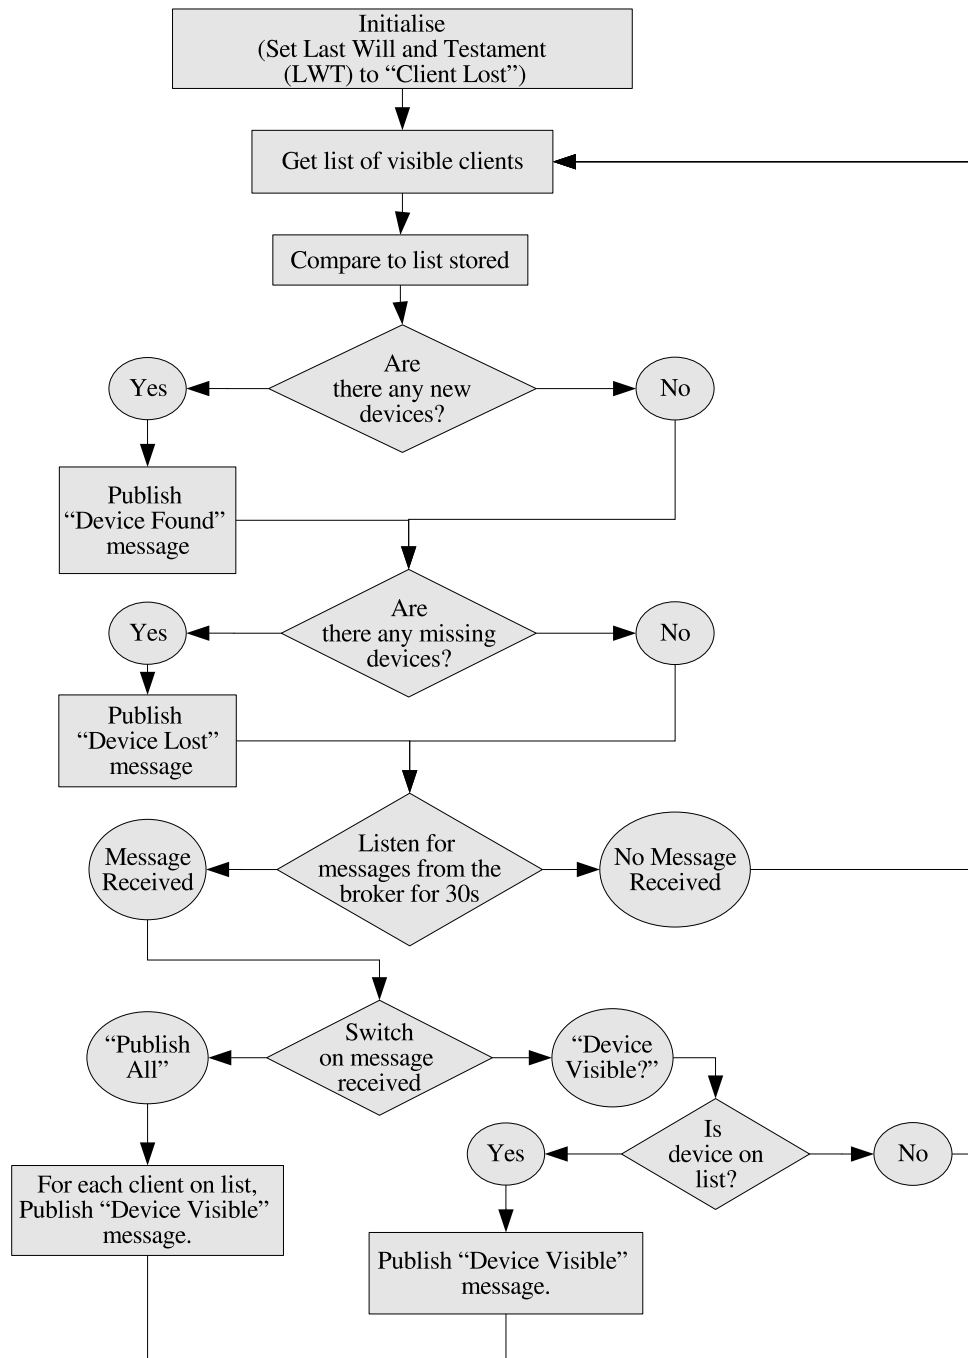 Initialise
(Set Last Will and Testament
(LWT) to “Client Lost”)
Get list of visible clients
Compare to list stored
Are
there any new
devices?
Yes
No
Publish
“Device Found”
message
Are
there any missing
devices?
Yes
No
Publish
“Device Lost”
message
Listen for
messages from the
broker for 30s
Message
Received
No Message
Received
Switch
on message
received
“Publish
All”
“Device
Visible?”
Is
device on
list?
Yes
No
For each client on list,
Publish “Device Visible”
message.
Publish “Device Visible”
message.